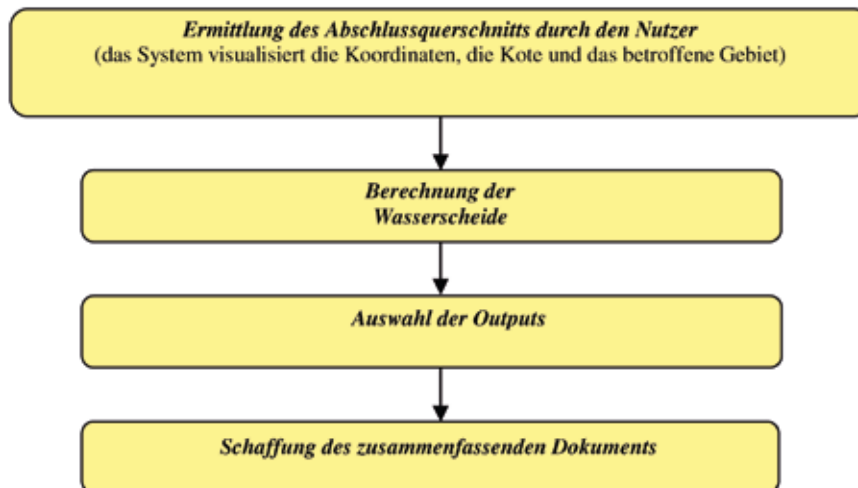 Ermittlung des Abschlussquerschnitts durch den Nutzer
(das System visualisiert die Koordinaten, die Kote und das betroffene Gebiet)
Berechnung der
Wasserscheide
Auswahl der Outputs
Schaffung des zusammenfassenden Dokuments